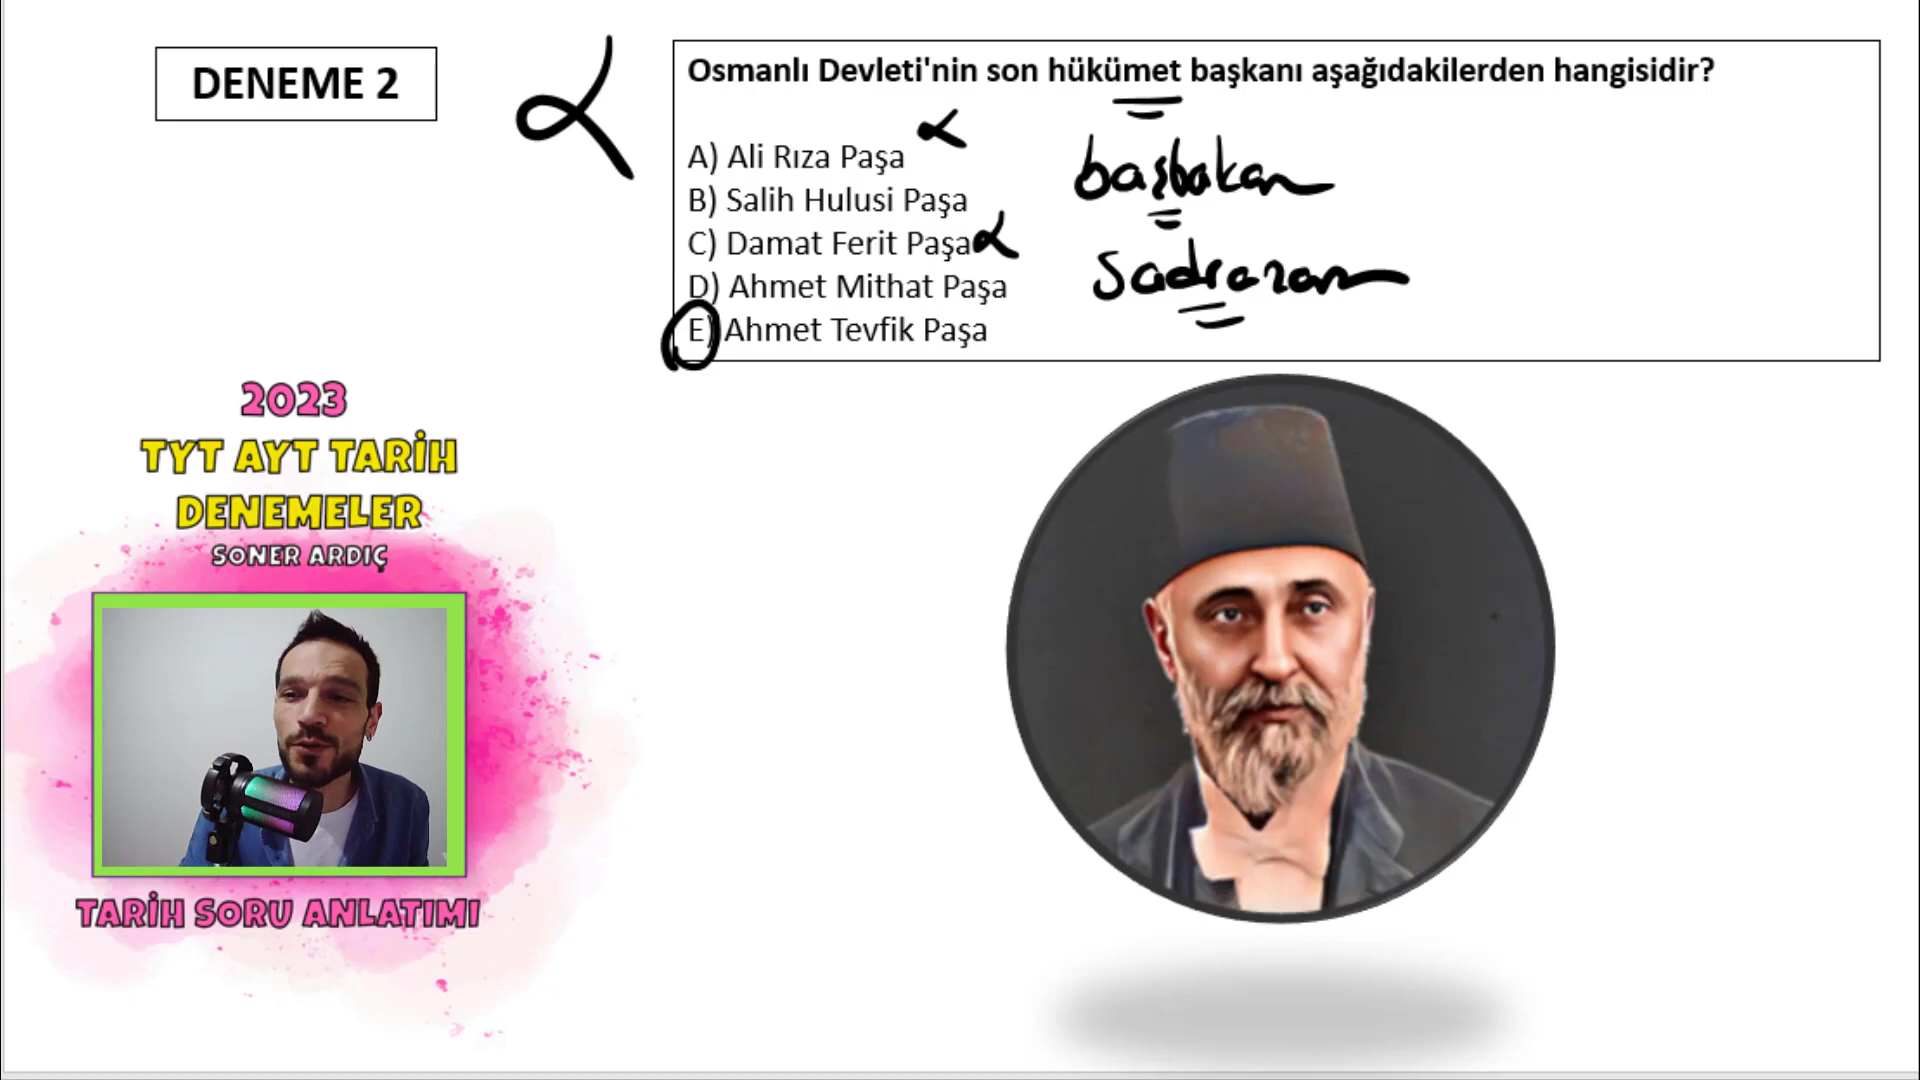 DENEME 2
Osmanlı Devleti'nin son hükümet başkanı aşağıdakilerden hangisidir?
A) Ali Rıza Paşa
B) Salih Hulusi Paşa
C) Damat Ferit Paşa
D) Ahmet Mithat Paşa
E) Ahmet Tevfik Paşa
başbakan
Sadrazam
2023
TYT AYT TARİH
DENEMELER
SONER ARDIÇ
TARİH SORU ANLATIMI